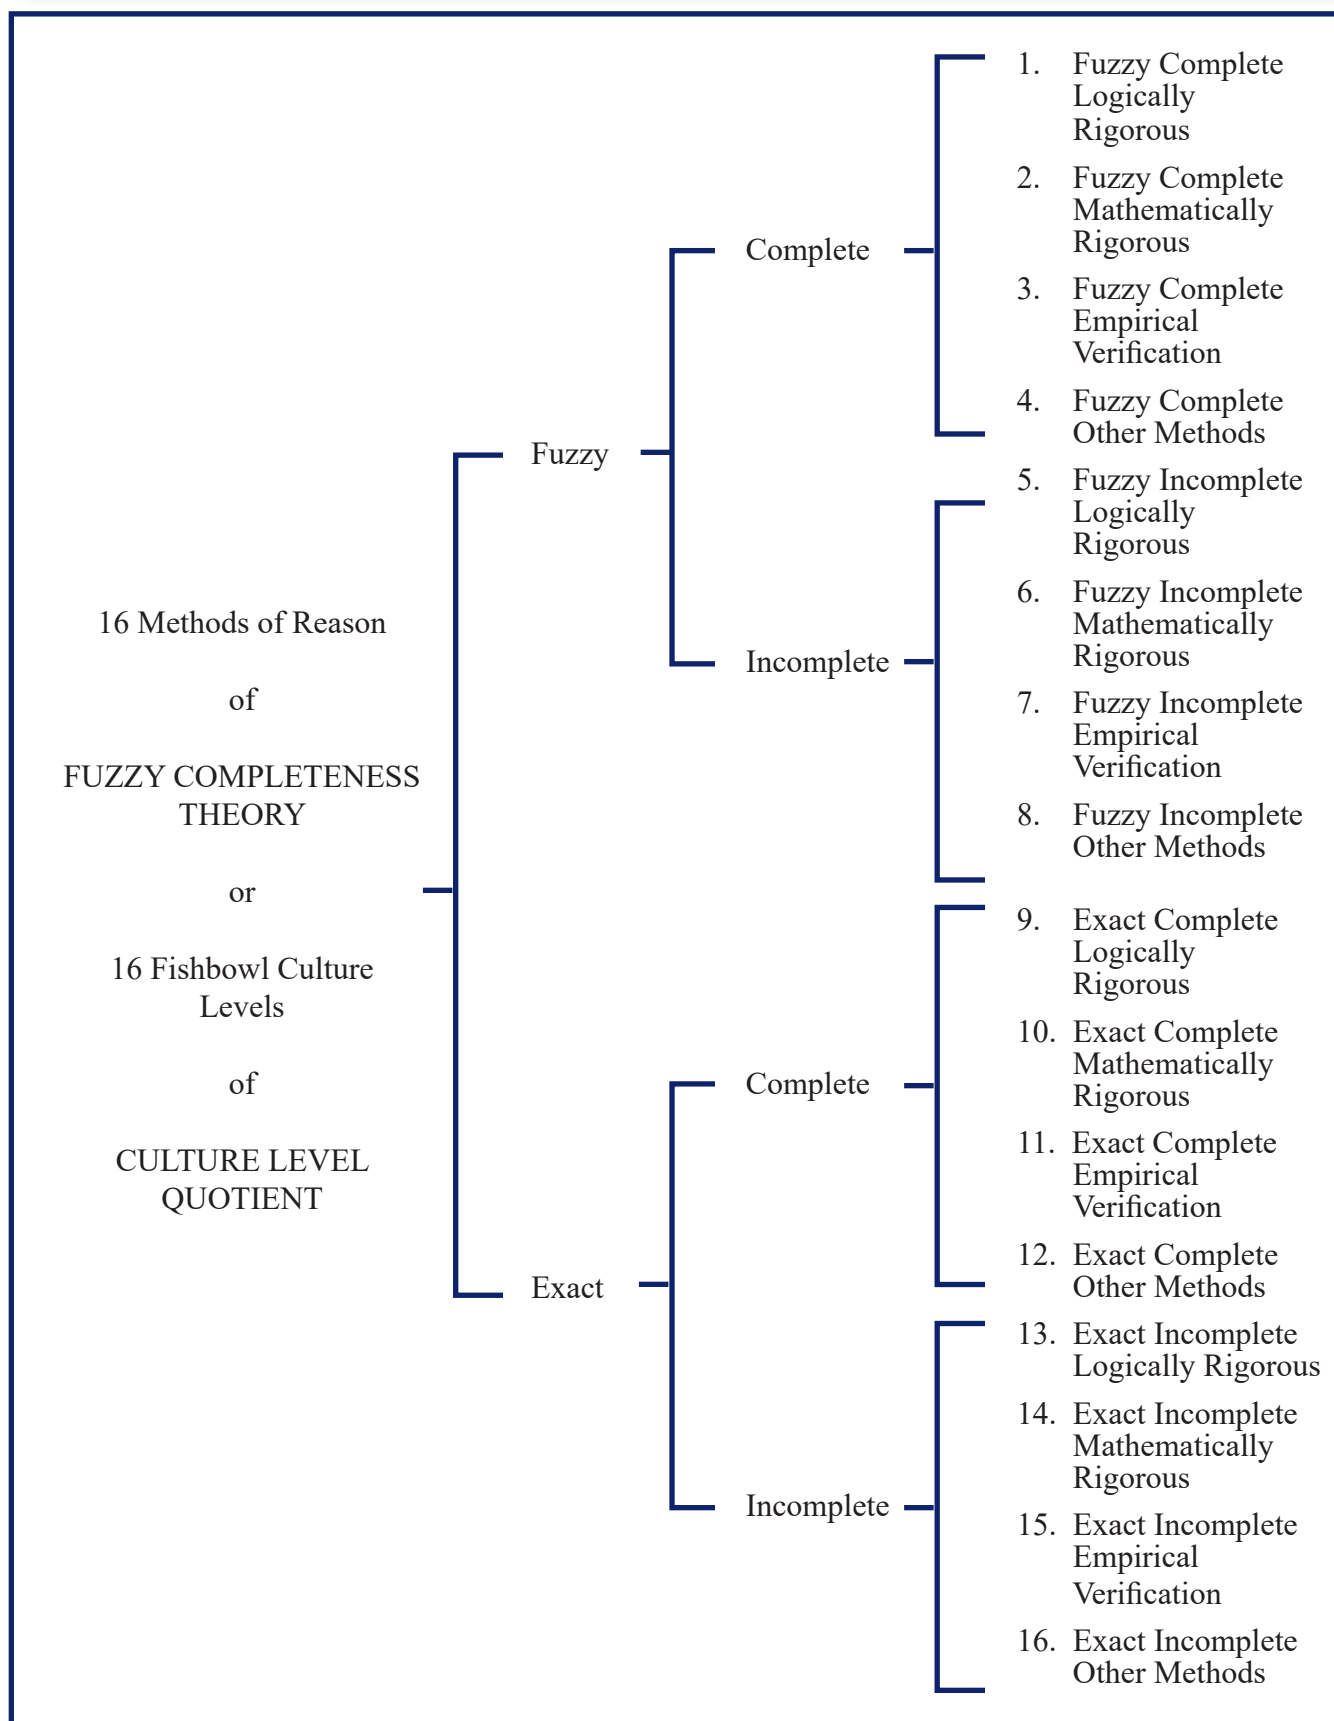 16 Methods of Reason
of
FUZZY COMPLETENESS
THEORY
or
16 Fishbowl Culture
Levels
of
CULTURE LEVEL
QUOTIENT
Fuzzy
Exact
Complete
Incomplete
Complete
Incomplete
1. Fuzzy Complete
Logically
Rigorous
2. Fuzzy Complete
Mathematically
Rigorous
3. Fuzzy Complete
Empirical
Verification
4. Fuzzy Complete
Other Methods
5. Fuzzy Incomplete
Logically
Rigorous
6. Fuzzy Incomplete
Mathematically
Rigorous
7. Fuzzy Incomplete
Empirical
Verification
8. Fuzzy Incomplete
Other Methods
9. Exact Complete
Logically
Rigorous
10. Exact Complete
Mathematically
Rigorous
11. Exact Complete
Empirical
Verification
12. Exact Complete
Other Methods
13. Exact Incomplete
Logically Rigorous
14. Exact Incomplete
Mathematically
Rigorous
15. Exact Incomplete
Empirical
Verification
16. Exact Incomplete
Other Methods